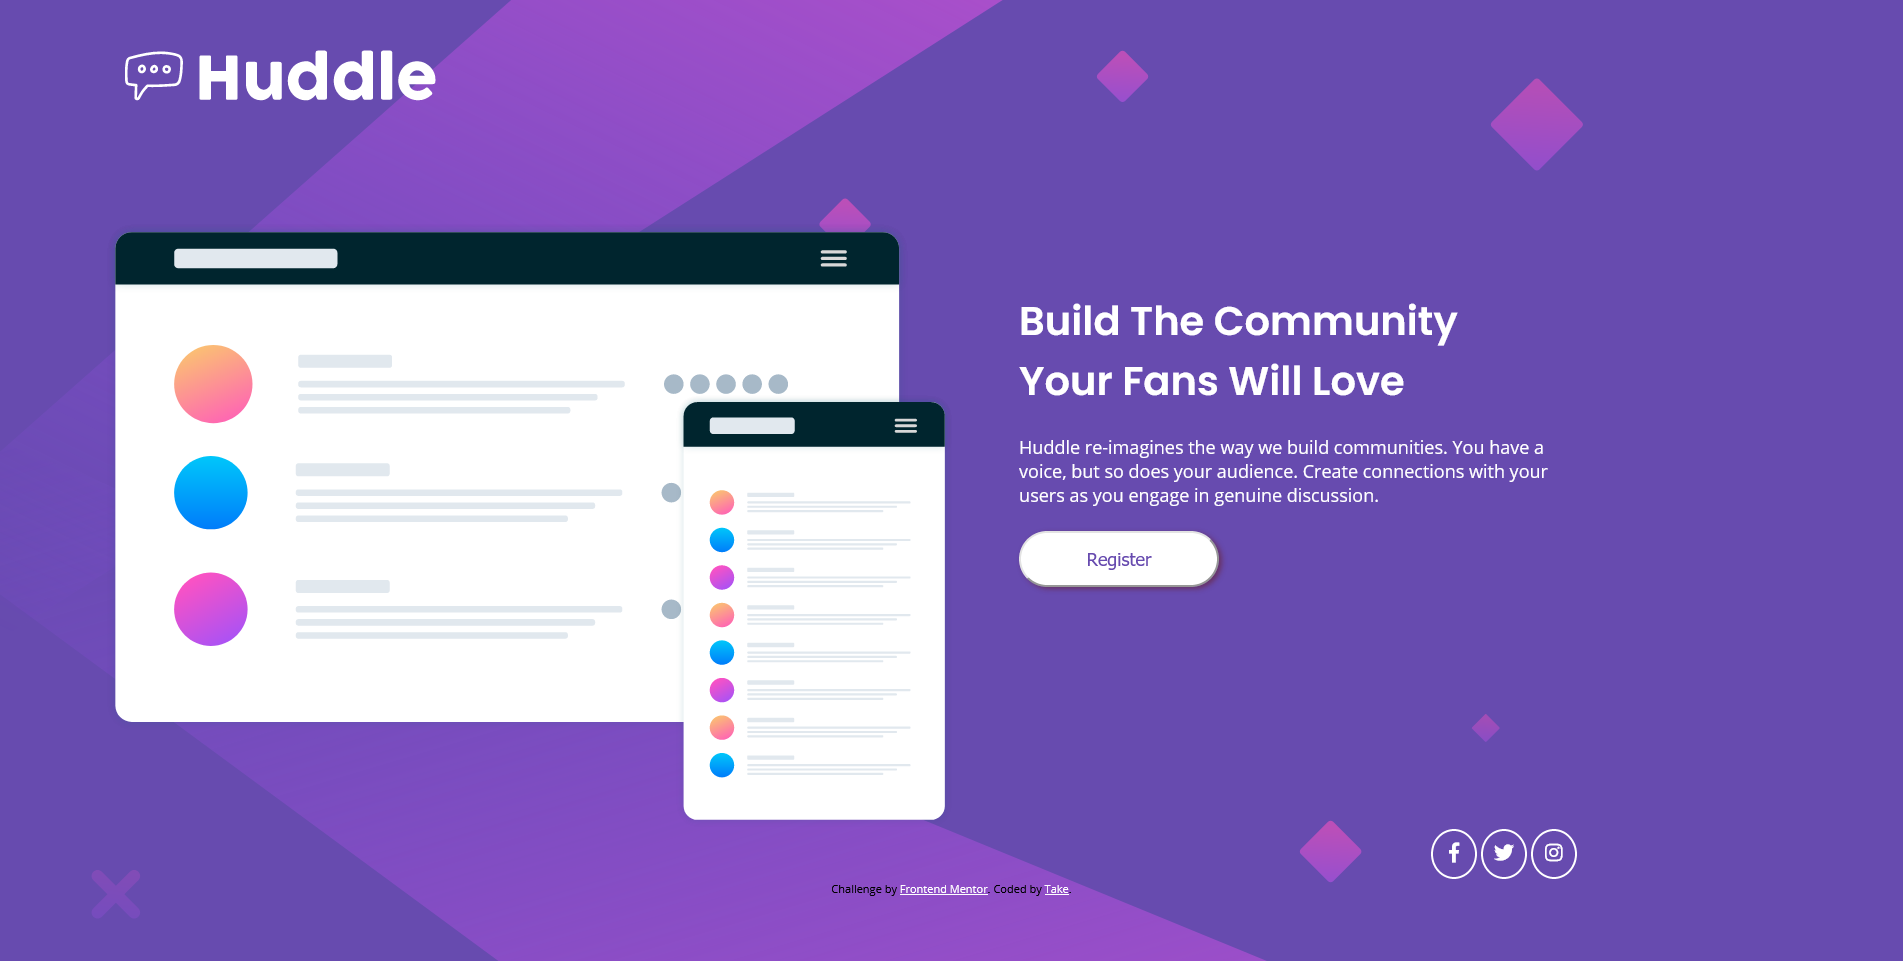 Huddle
Build The Community
Your Fans Will Love
Huddle re-imagines the way we build communities. You have a
voice, but so does your audience. Create connections with your
users as you engage in genuine discussion.
Register
Challenge by Frontend Mentor. Coded by Take.